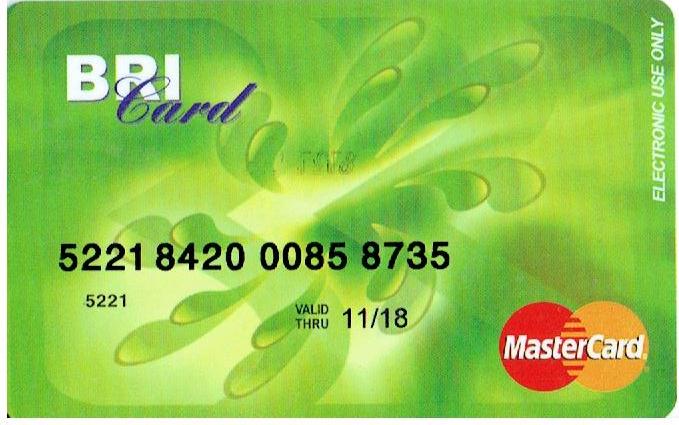 BRI
Card
ELECTRONIC USE ONLY
5221 8420 0085 8735
5221
VALID
THRU 11/18
MasterCard